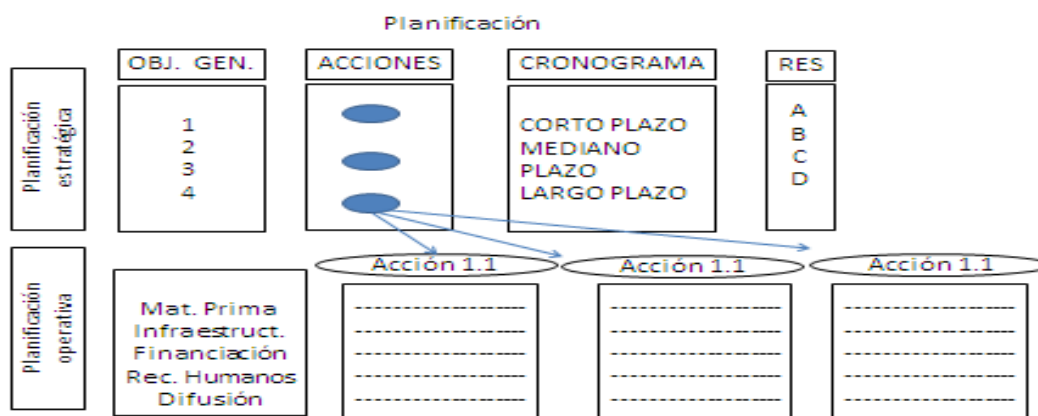 Planificación
OBJ. GEN.
ACCIONES
CRONOGRAMA
RES
Planificación
estratégica
1
2
3
4
CORTO PLAZO
MEDIANO
PLAZO
LARGO PLAZO
A
B
C
D
Planificación
operativa
Acción 1.1
Acción 1.1
Acción 1.1
Mat. Prima
Infraestruct.
Financiación
Rec. Humanos
Difusión